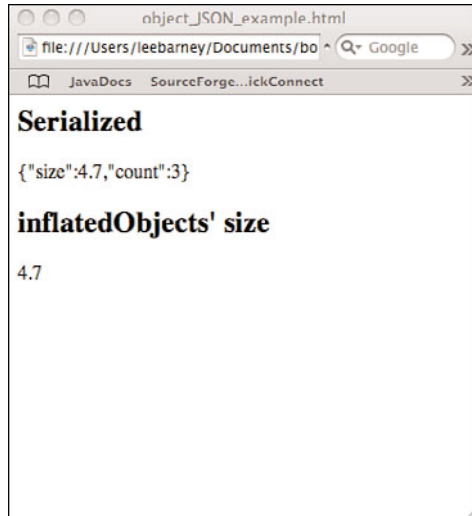 object_JSON_example.html
file:///Users/leebarney/Documents/bo
Google
JavaDocs SourceForge...ickConnect
Serialized
{"size":4.7,"count":3}
inflatedObjects' size
4.7